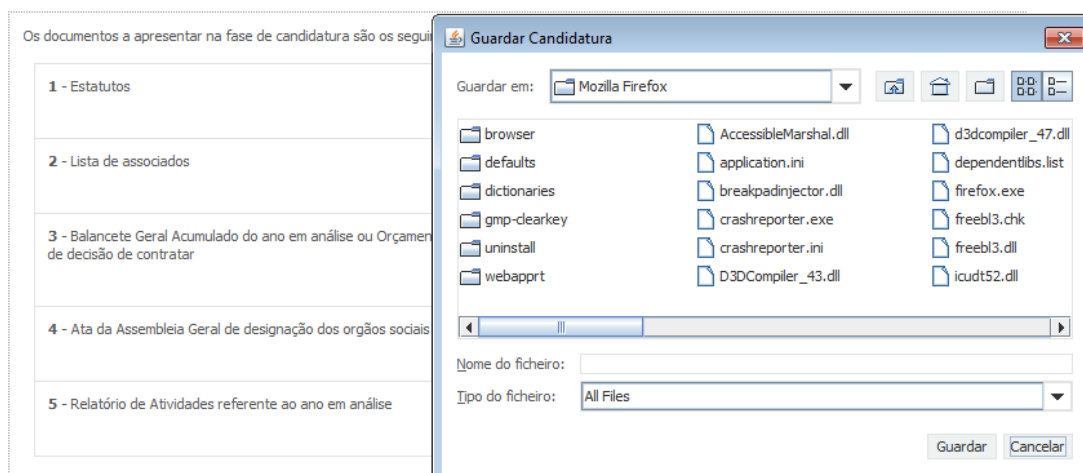 Os documentos a apresentar na fase de candidatura são os
1 - Estatutos
2 - Lista de associados
3 - Balancete Geral Acumulado do ano em análise ou
de decisão de contratar
4 - Ata da Assembleia Geral de designação dos orgãos sociais
5 - Relatório de Atividades referente ao ano em análise
Guardar Candidatura
Guardar em:
Mozilla Firefox
browser
defaults
dictionaries
gmp-clearkey
uninstall
webapprt
AccessibleMarshal.dll
application.ini
breakpadinjector.dll
crashreporter.exe
crashreporter.ini
D3DCompiler_43.dll
d3dcompiler_47.dll
dependentlibs.list
firefox.exe
freebl3.chk
freebl3.dll
icudt52.dll
Nome do ficheiro:
Tipo do ficheiro:
All Files
Guardar
Cancelar